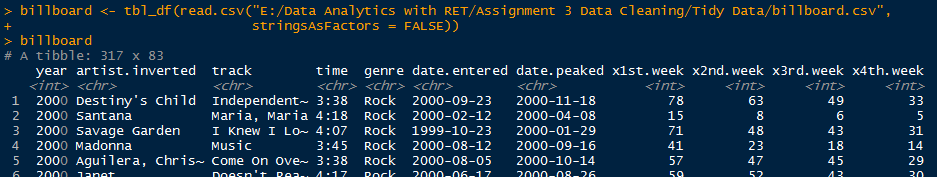 > billboard <- tbl_df(read.csv("E:/Data Analytics with RET/Assignment 3 Data Cleaning/Tidy Data/billboard.csv",
+ stringsAsFactors = FALSE))
> billboard
# A tibble: 317 x 83
year artist.inverted track time genre date.entered date.peaked x1st.week x2nd.week x3rd.week x4th.week
<int> <chr> <chr> <chr> <chr> <chr> <chr> <int> <int> <int> <int>
1 2000 Destiny's Child Independent~ 3:38 Rock 2000-09-23 2000-11-18 78 63 49 33
2 2000 Santana Maria, Maria 4:18 Rock 2000-02-12 2000-04-08 15 8 6 5
3 2000 Savage Garden I Knew I Lo~ 4:07 Rock 1999-10-23 2000-01-29 71 48 43 31
4 2000 Madonna Music 3:45 Rock 2000-08-12 2000-09-16 41 23 18 14
5 2000 Aguilera, Chris~ Come On Ove~ 3:38 Rock 2000-08-05 2000-10-14 57 47 45 29
6 2000 Janet Doesn't Rea~ 4:17 Rock 2000-06-17 2000-08-26 59 52 43 30